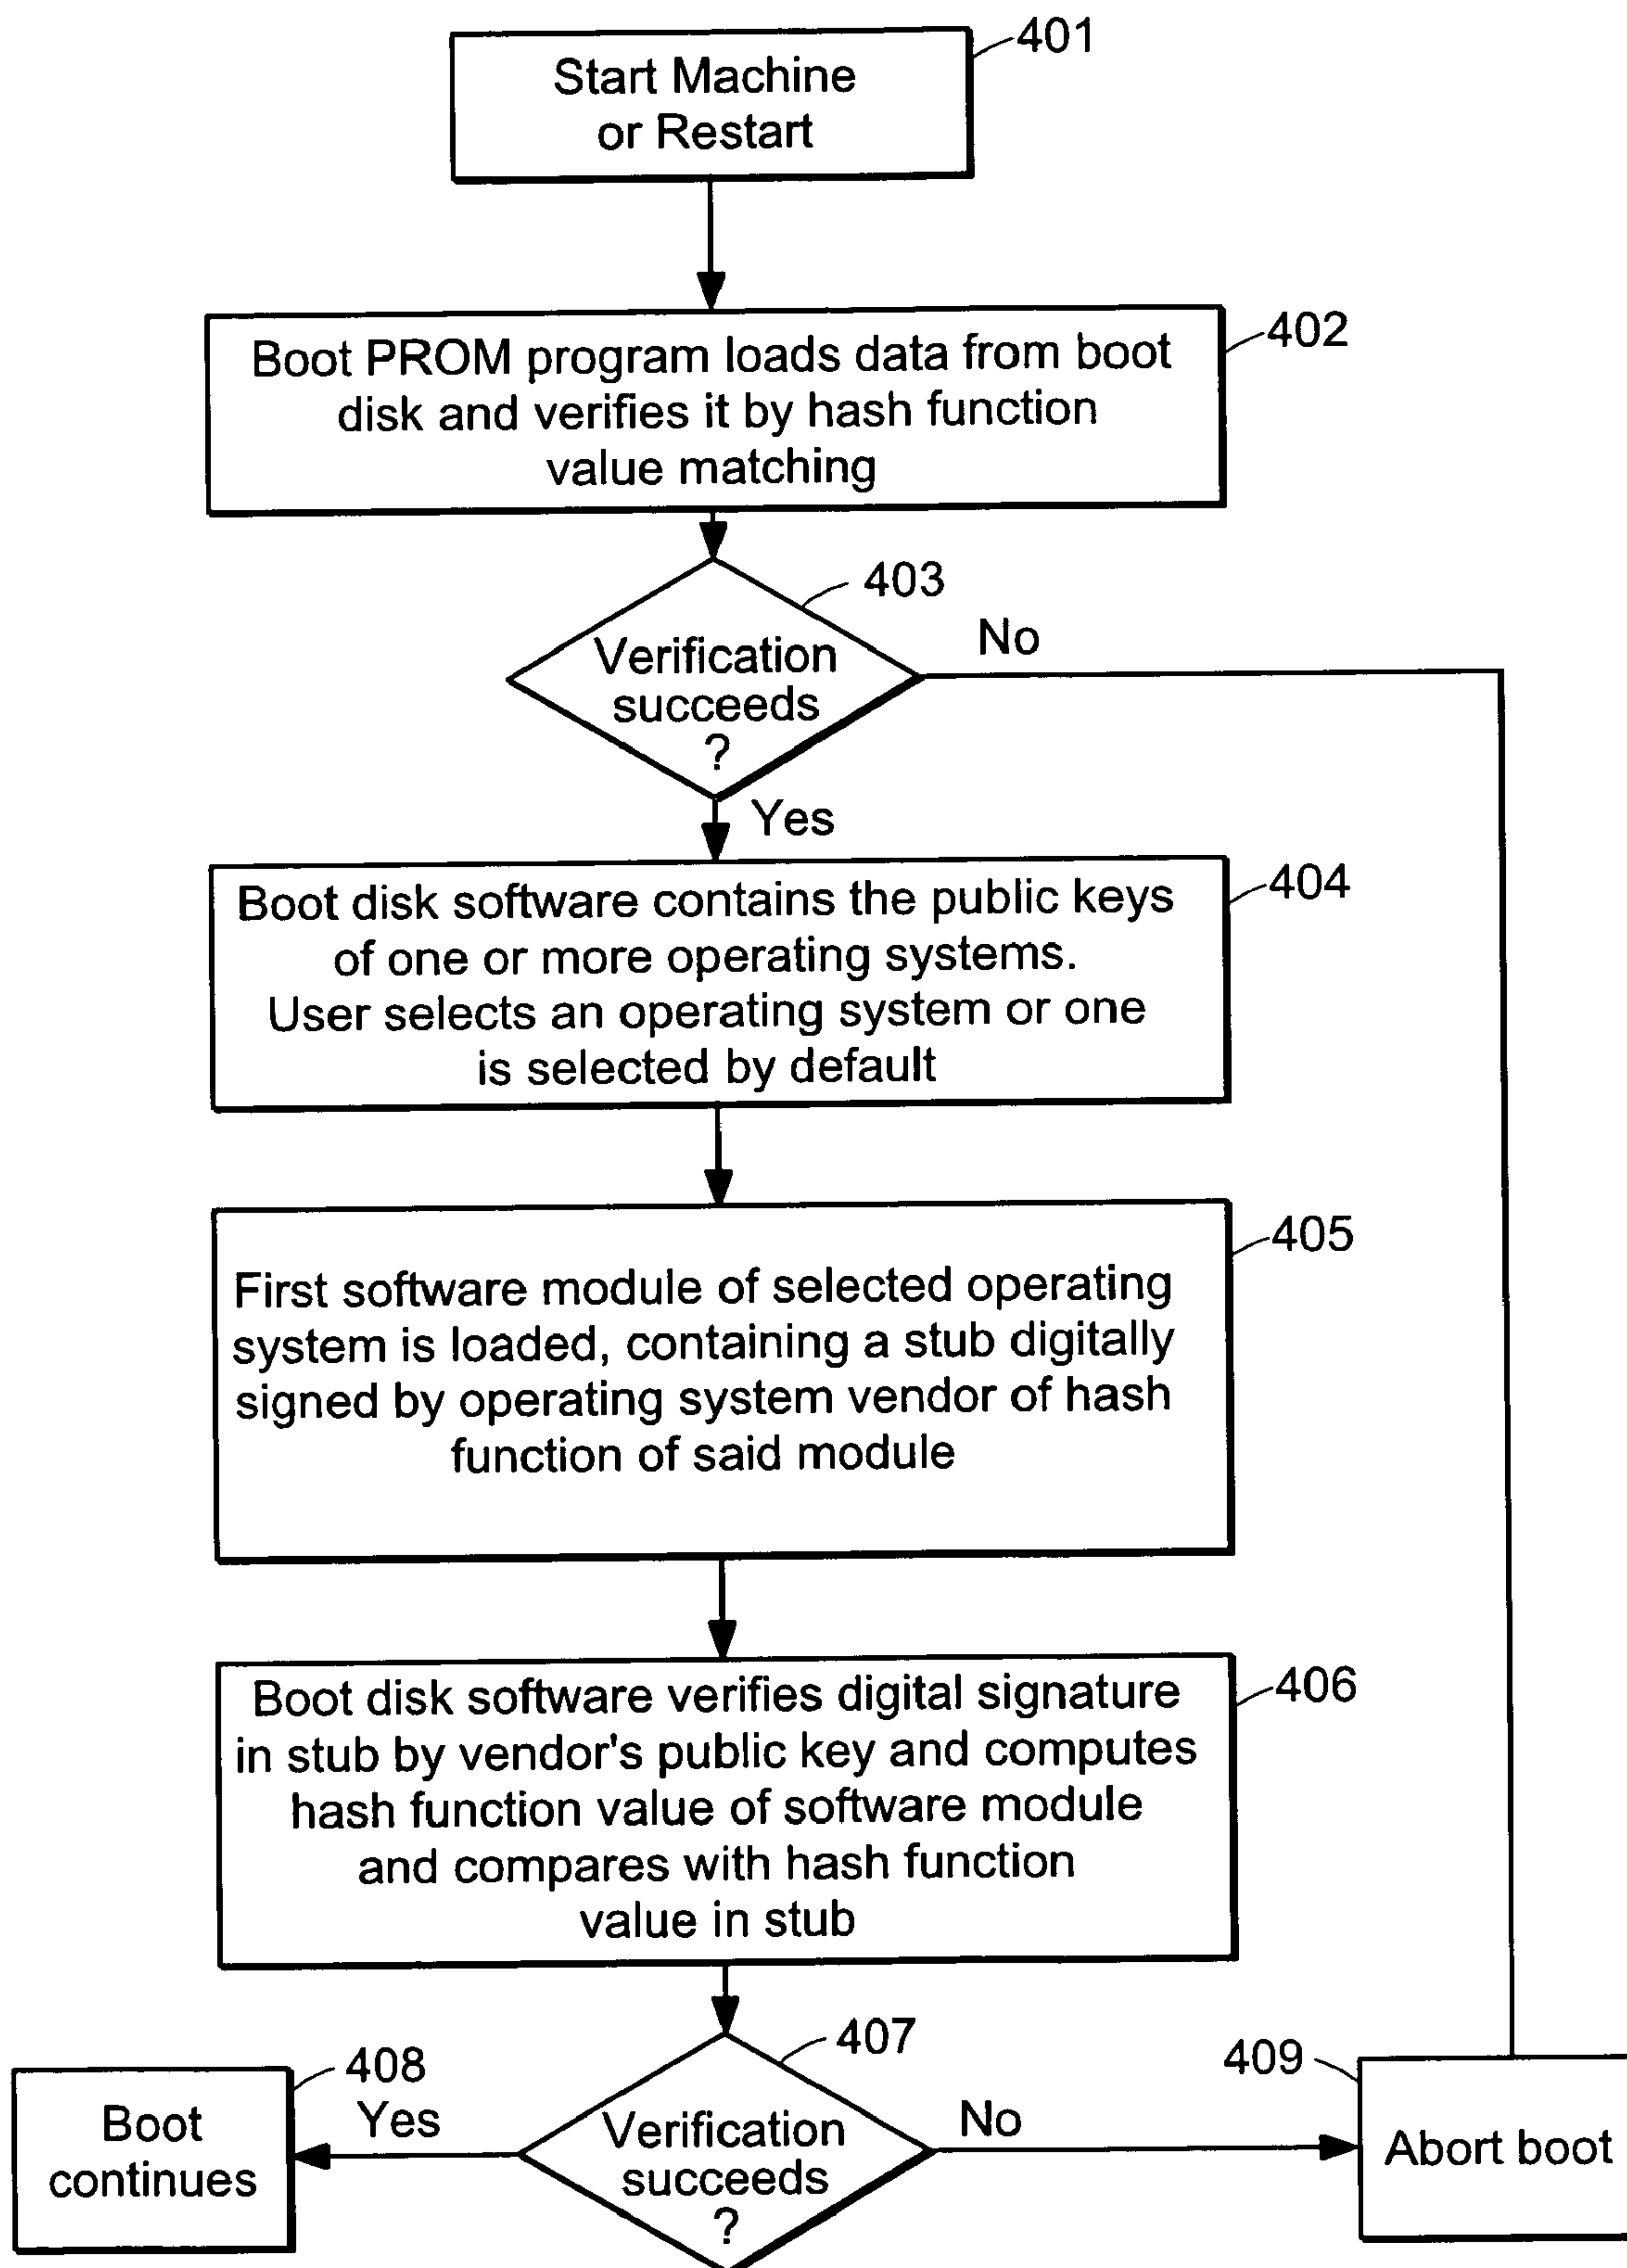 401
Start Machine
or Restart
402
Boot PROM program loads data from boot
disk and verifies it by hash function
value matching
403
No
Verification
succeeds
?
Yes
404
Boot disk software contains the public keys
of one or more operating systems.
User selects an operating system or one
is selected by default
405
First software module of selected operating
system is loaded, containing a stub digitally
signed by operating system vendor of hash
function of said module
406
Boot disk software verifies digital signature
in stub by vendor's public key and computes
hash function value of software module
and compares with hash function
value in stub
407
408
409
Yes
No
Boot
continues
Verification
succeeds
?
Abort boot